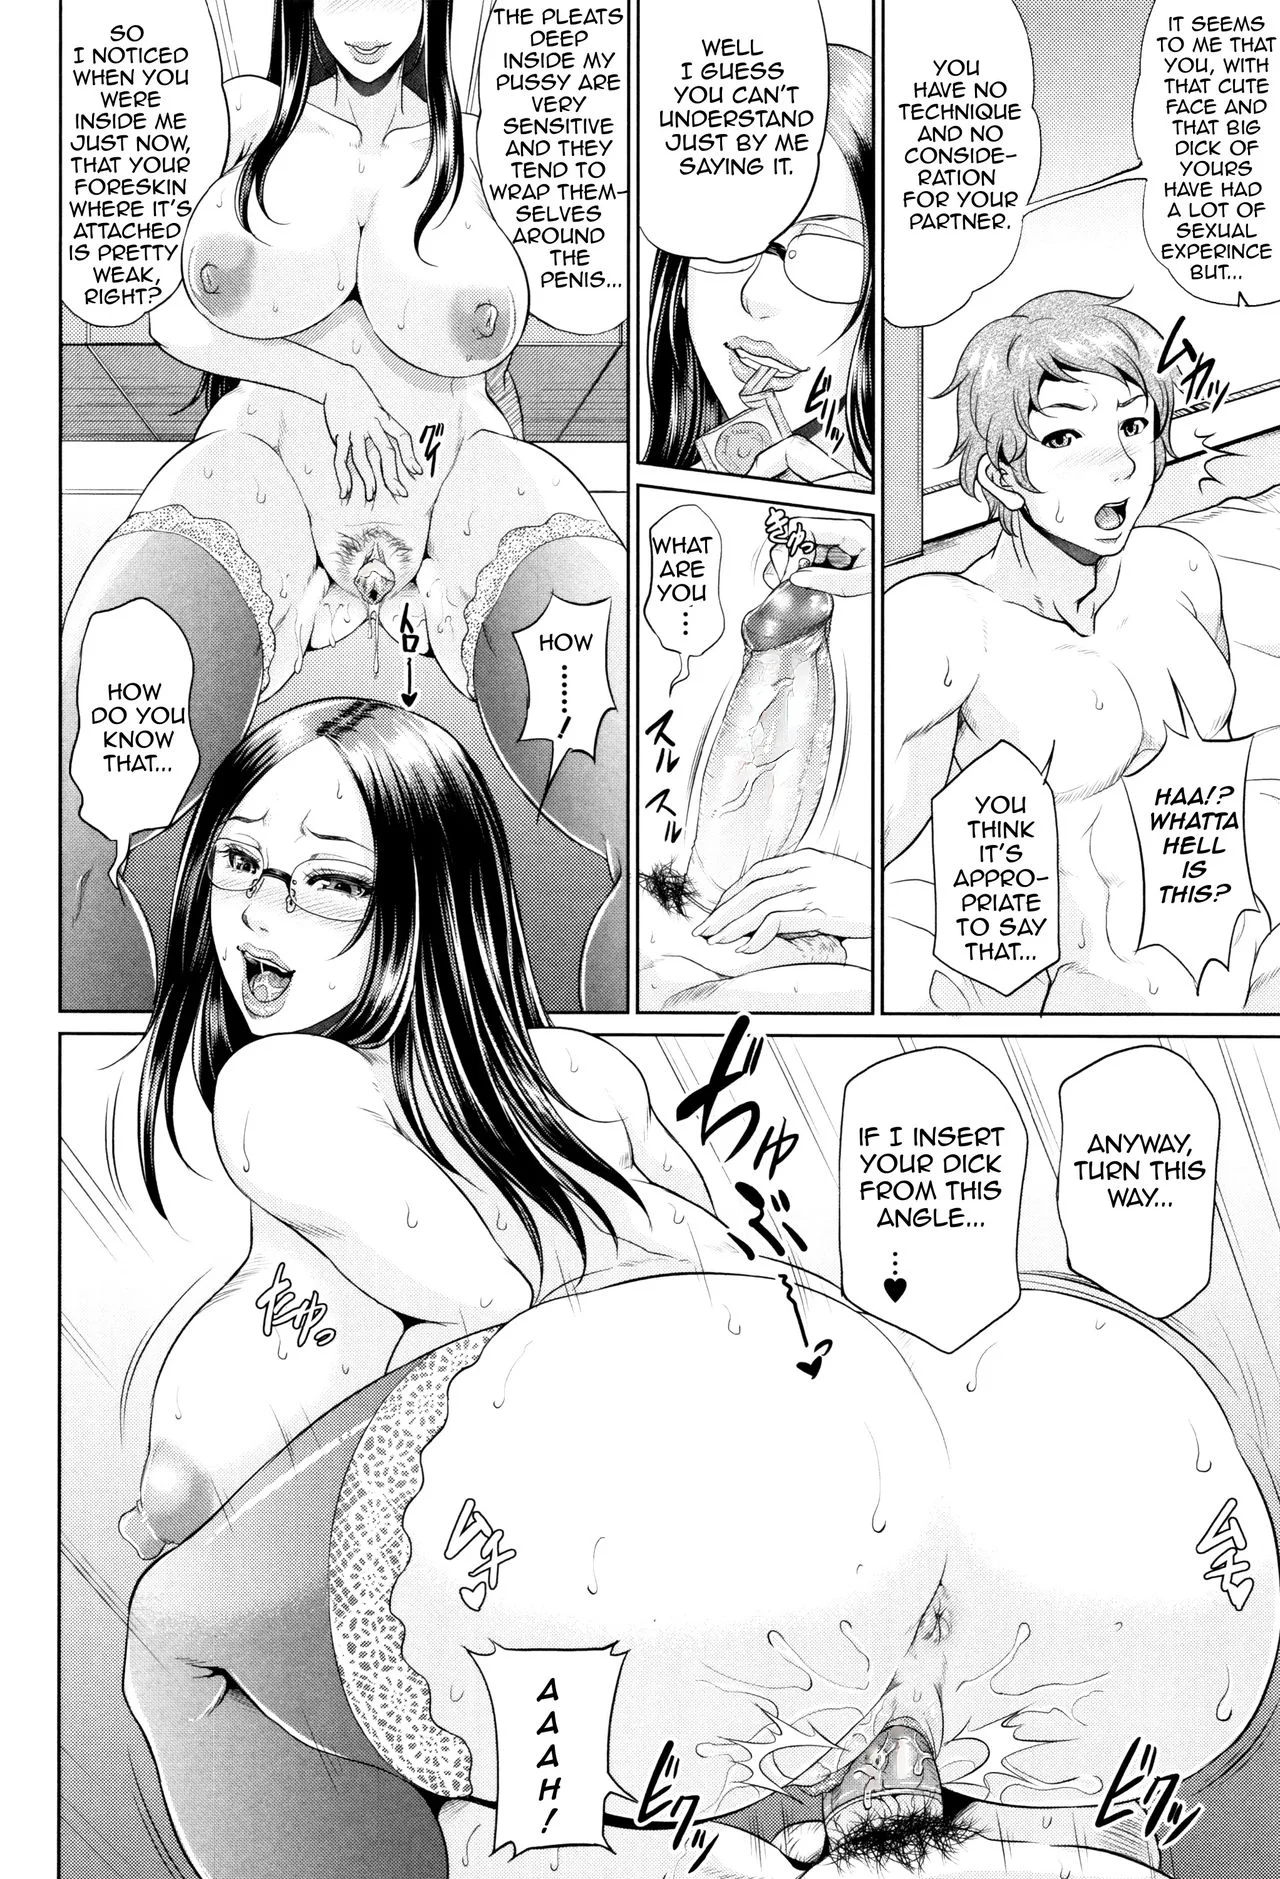 IT SEEMS
TO ME THAT
YOU, WITH
THAT CUTE
FACE AND
THAT BIG
DICK OF
YOURS
HAVE HAD
A LOT OF
SEXUAL
EXPERINCE
BUT...
YOU
HAVE NO
TECHNIQUE
AND NO
CONSIDE-
RATION
FOR YOUR
PARTNER.
ムカッ
HAA!?
WHATTA
HELL
IS
THIS?
YOU
THINK
IT'S
APPRO-
PRIATE
TO SAY
THAT...
WELL
I GUESS
YOU CAN'T
UNDERSTAND
JUST BY ME
SAYING IT.
ビッ
きゅっ
WHAT
ARE
YOU
...
スル
スル
THE PLEATS
DEEP
INSIDE MY
PUSSY ARE
VERY
SENSITIVE
AND THEY
TEND TO
WRAP THEM-
SELVES
AROUND
THE
PENIS...
SO
I NOTICED
WHEN YOU
WERE
INSIDE ME
JUST NOW,
THAT YOUR
FORESKIN
WHERE IT'S
ATTACHED
IS PRETTY
WEAK,
RIGHT?
グッ
トロー♥
HOW
......!
HOW
DO YOU
KNOW
THAT...
ANYWAY,
TURN THIS
WAY...
IF I INSERT
YOUR DICK
FROM THIS
ANGLE...
...♥
ぢゅぶ~♥
たゆっ
ムチ♥
ムチ♥
AAAH!
ビクッ
ビクッ